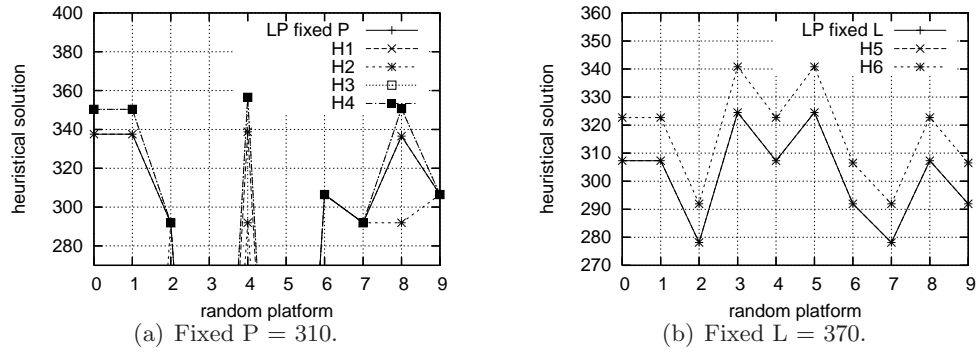 400
380
360
340
320
300
280
heuristical solution
0 1 2 3 4 5 6 7 8 9
random platform
LP fixed P
H1
H2
H3
H4
(a) Fixed P = 310.
360
350
340
330
320
310
300
290
280
270
heuristical solution
0 1 2 3 4 5 6 7 8 9
random platform
LP fixed L
H5
H6
(b) Fixed L = 370.